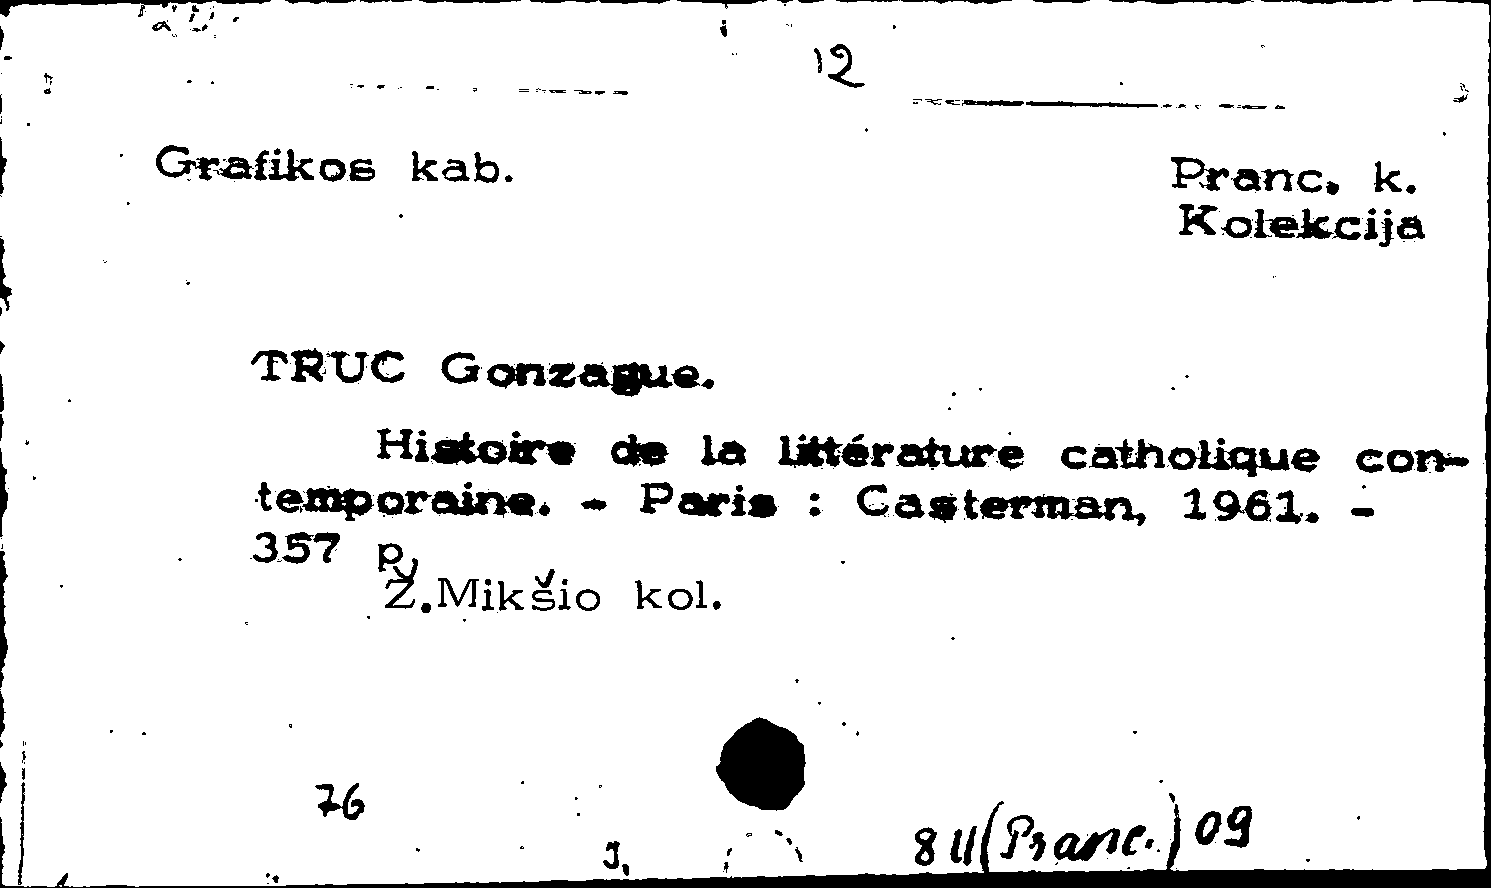 12
Grafikos kab.
Pranc. k.
Kolekcija
TRUC Gonzague.
Histoire de la littérature catholique con-
temporaine. - Paris : Casterman, 1961. -
357 p.
Ž.Mikšio kol.
76
8 U(Pranc.) 09